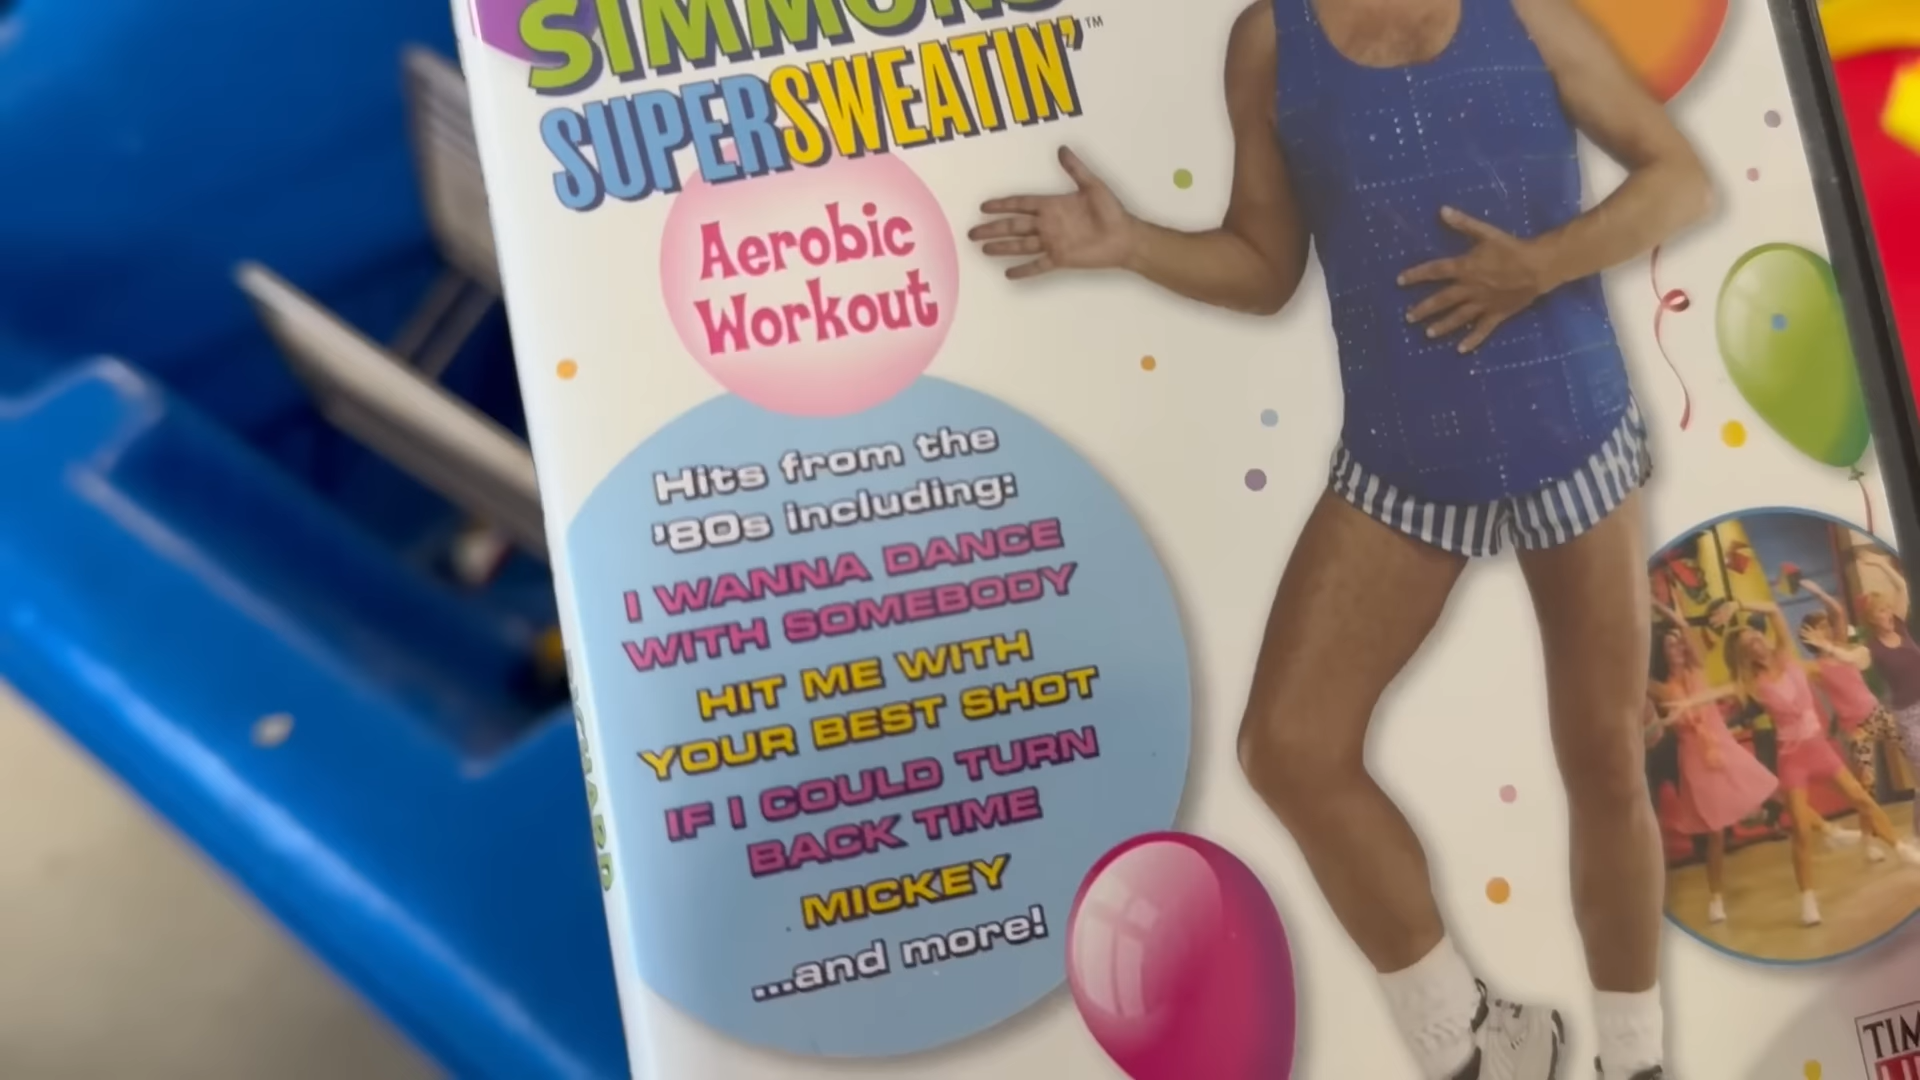 SIMMONS
SUPERSWEATIN'™
Aerobic
Workout
Hits from the
'80s including:
I WANNA DANCE
WITH SOMEBODY
HIT ME WITH
YOUR BEST SHOT
IF I COULD TURN
BACK TIME
MICKEY
...and more!